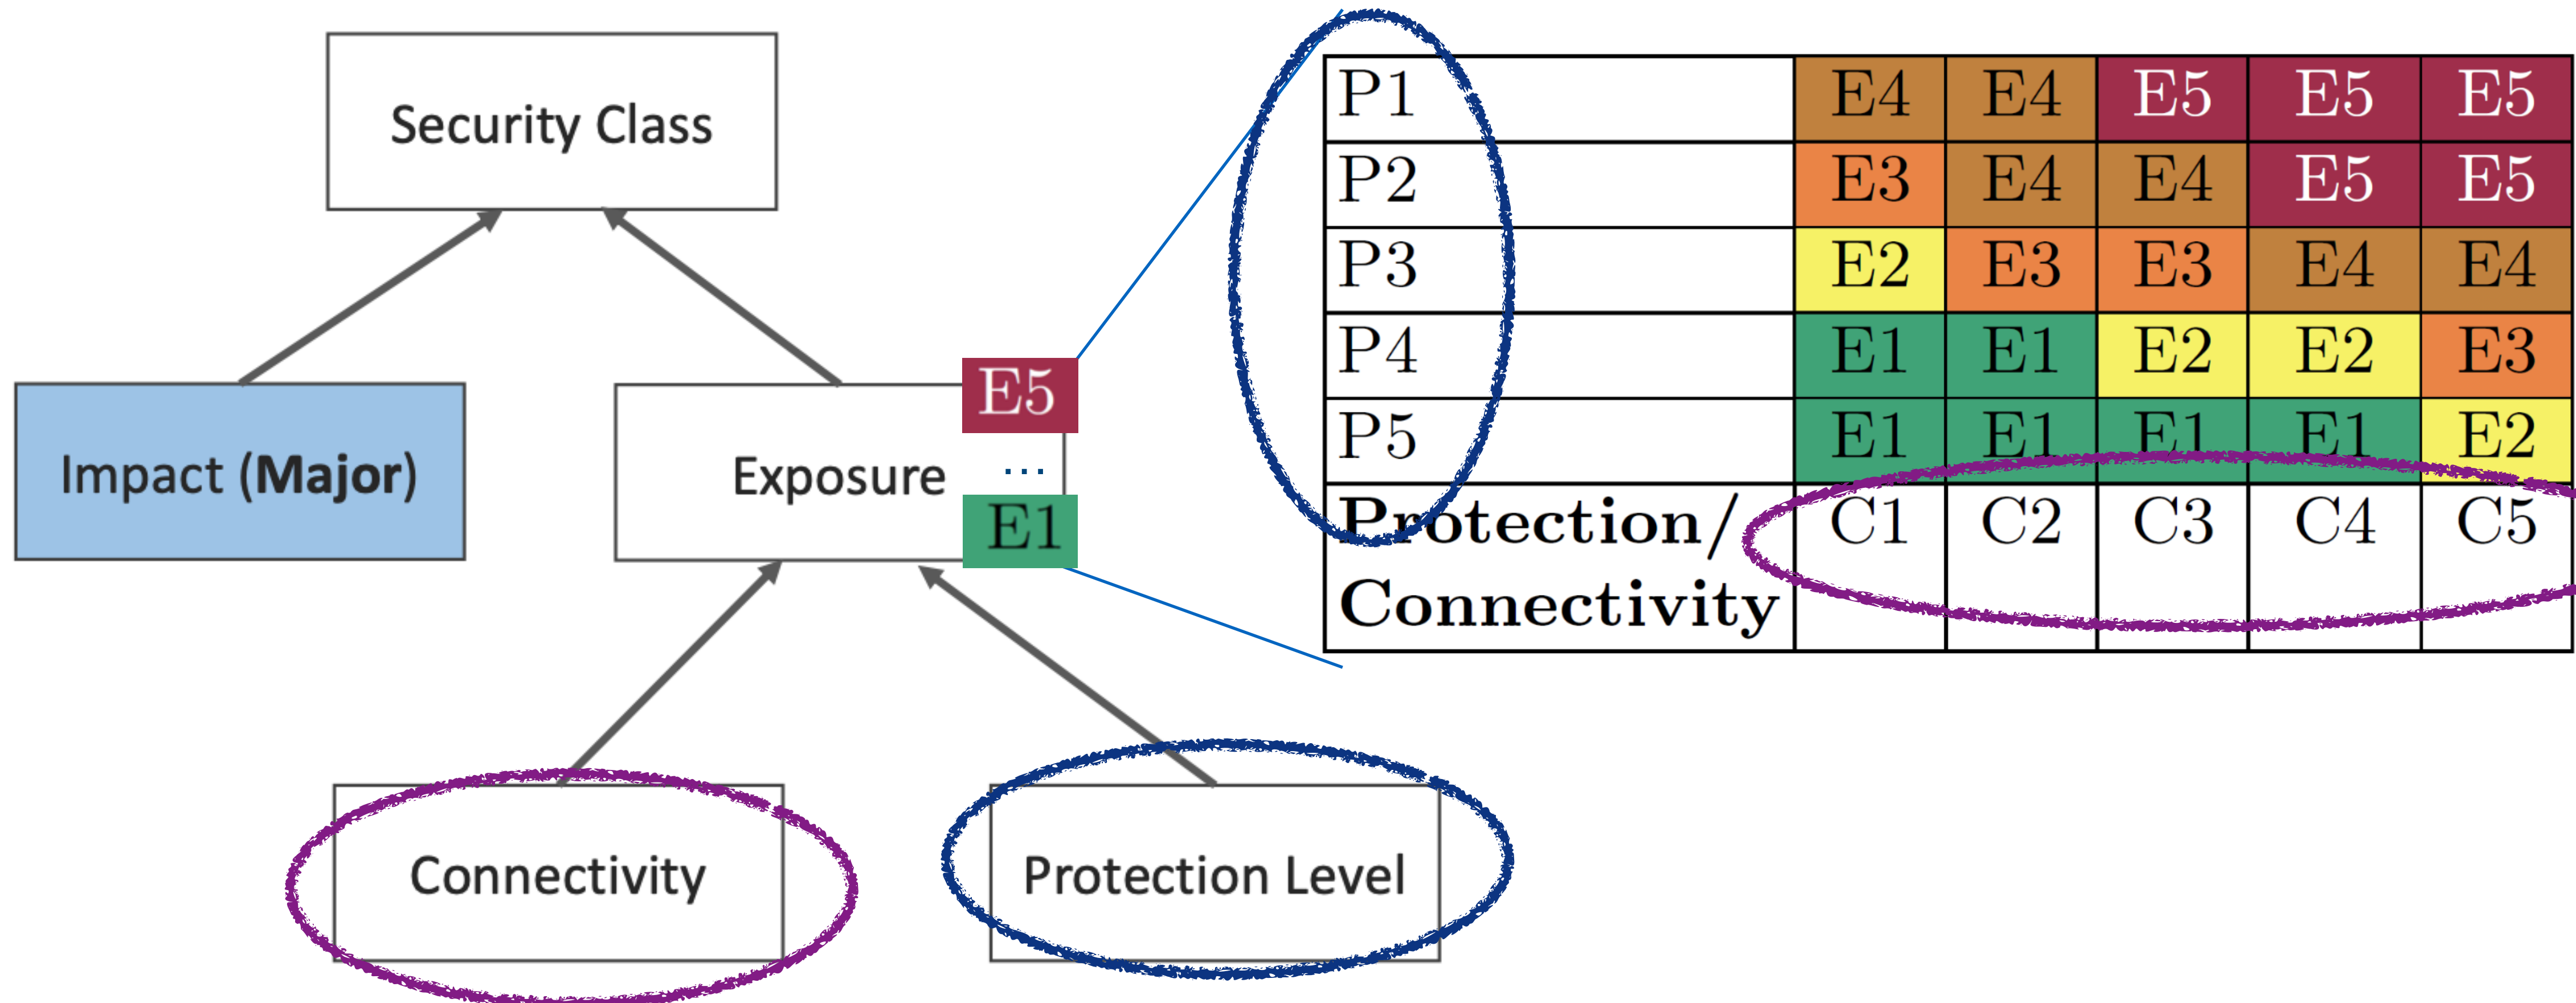 Security Class
Impact (Major)
Exposure
E5
...
E1
Connectivity
Protection Level
P1 E4 E4 E5 E5 E5
P2 E3 E4 E4 E5 E5
P3 E2 E3 E3 E4 E4
P4 E1 E1 E2 E2 E3
P5 E1 E1 E1 E1 E2
Protection/ C1 C2 C3 C4 C5
Connectivity